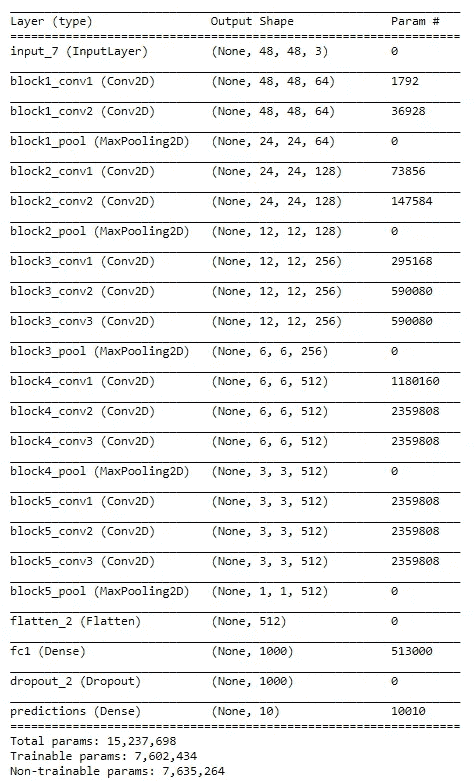 Layer (type) Output Shape Param #
input_7 (InputLayer) (None, 48, 48, 3) 0
block1_conv1 (Conv2D) (None, 48, 48, 64) 1792
block1_conv2 (Conv2D) (None, 48, 48, 64) 36928
block1_pool (MaxPooling2D) (None, 24, 24, 64) 0
block2_conv1 (Conv2D) (None, 24, 24, 128) 73856
block2_conv2 (Conv2D) (None, 24, 24, 128) 147584
block2_pool (MaxPooling2D) (None, 12, 12, 128) 0
block3_conv1 (Conv2D) (None, 12, 12, 256) 295168
block3_conv2 (Conv2D) (None, 12, 12, 256) 590080
block3_conv3 (Conv2D) (None, 12, 12, 256) 590080
block3_pool (MaxPooling2D) (None, 6, 6, 256) 0
block4_conv1 (Conv2D) (None, 6, 6, 512) 1180160
block4_conv2 (Conv2D) (None, 6, 6, 512) 2359808
block4_conv3 (Conv2D) (None, 6, 6, 512) 2359808
block4_pool (MaxPooling2D) (None, 3, 3, 512) 0
block5_conv1 (Conv2D) (None, 3, 3, 512) 2359808
block5_conv2 (Conv2D) (None, 3, 3, 512) 2359808
block5_conv3 (Conv2D) (None, 3, 3, 512) 2359808
block5_pool (MaxPooling2D) (None, 1, 1, 512) 0
flatten_2 (Flatten) (None, 512) 0
fc1 (Dense) (None, 1000) 513000
dropout_2 (Dropout) (None, 1000) 0
predictions (Dense) (None, 10) 10010
Total params: 15,237,698
Trainable params: 7,602,434
Non-trainable params: 7,635,264